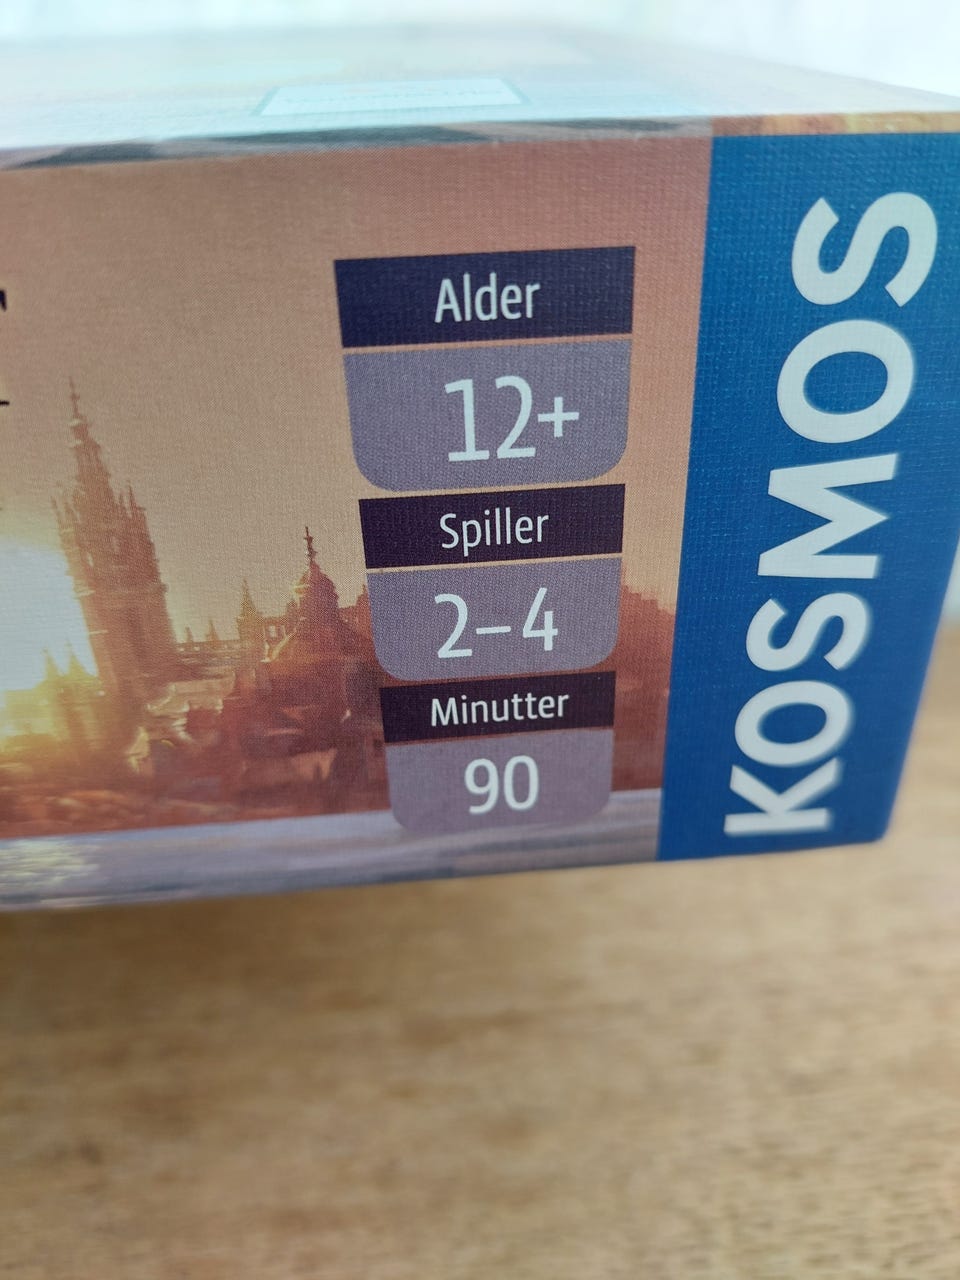 Alder
12+
Spiller
2–4
Minutter
90
KOSMOS